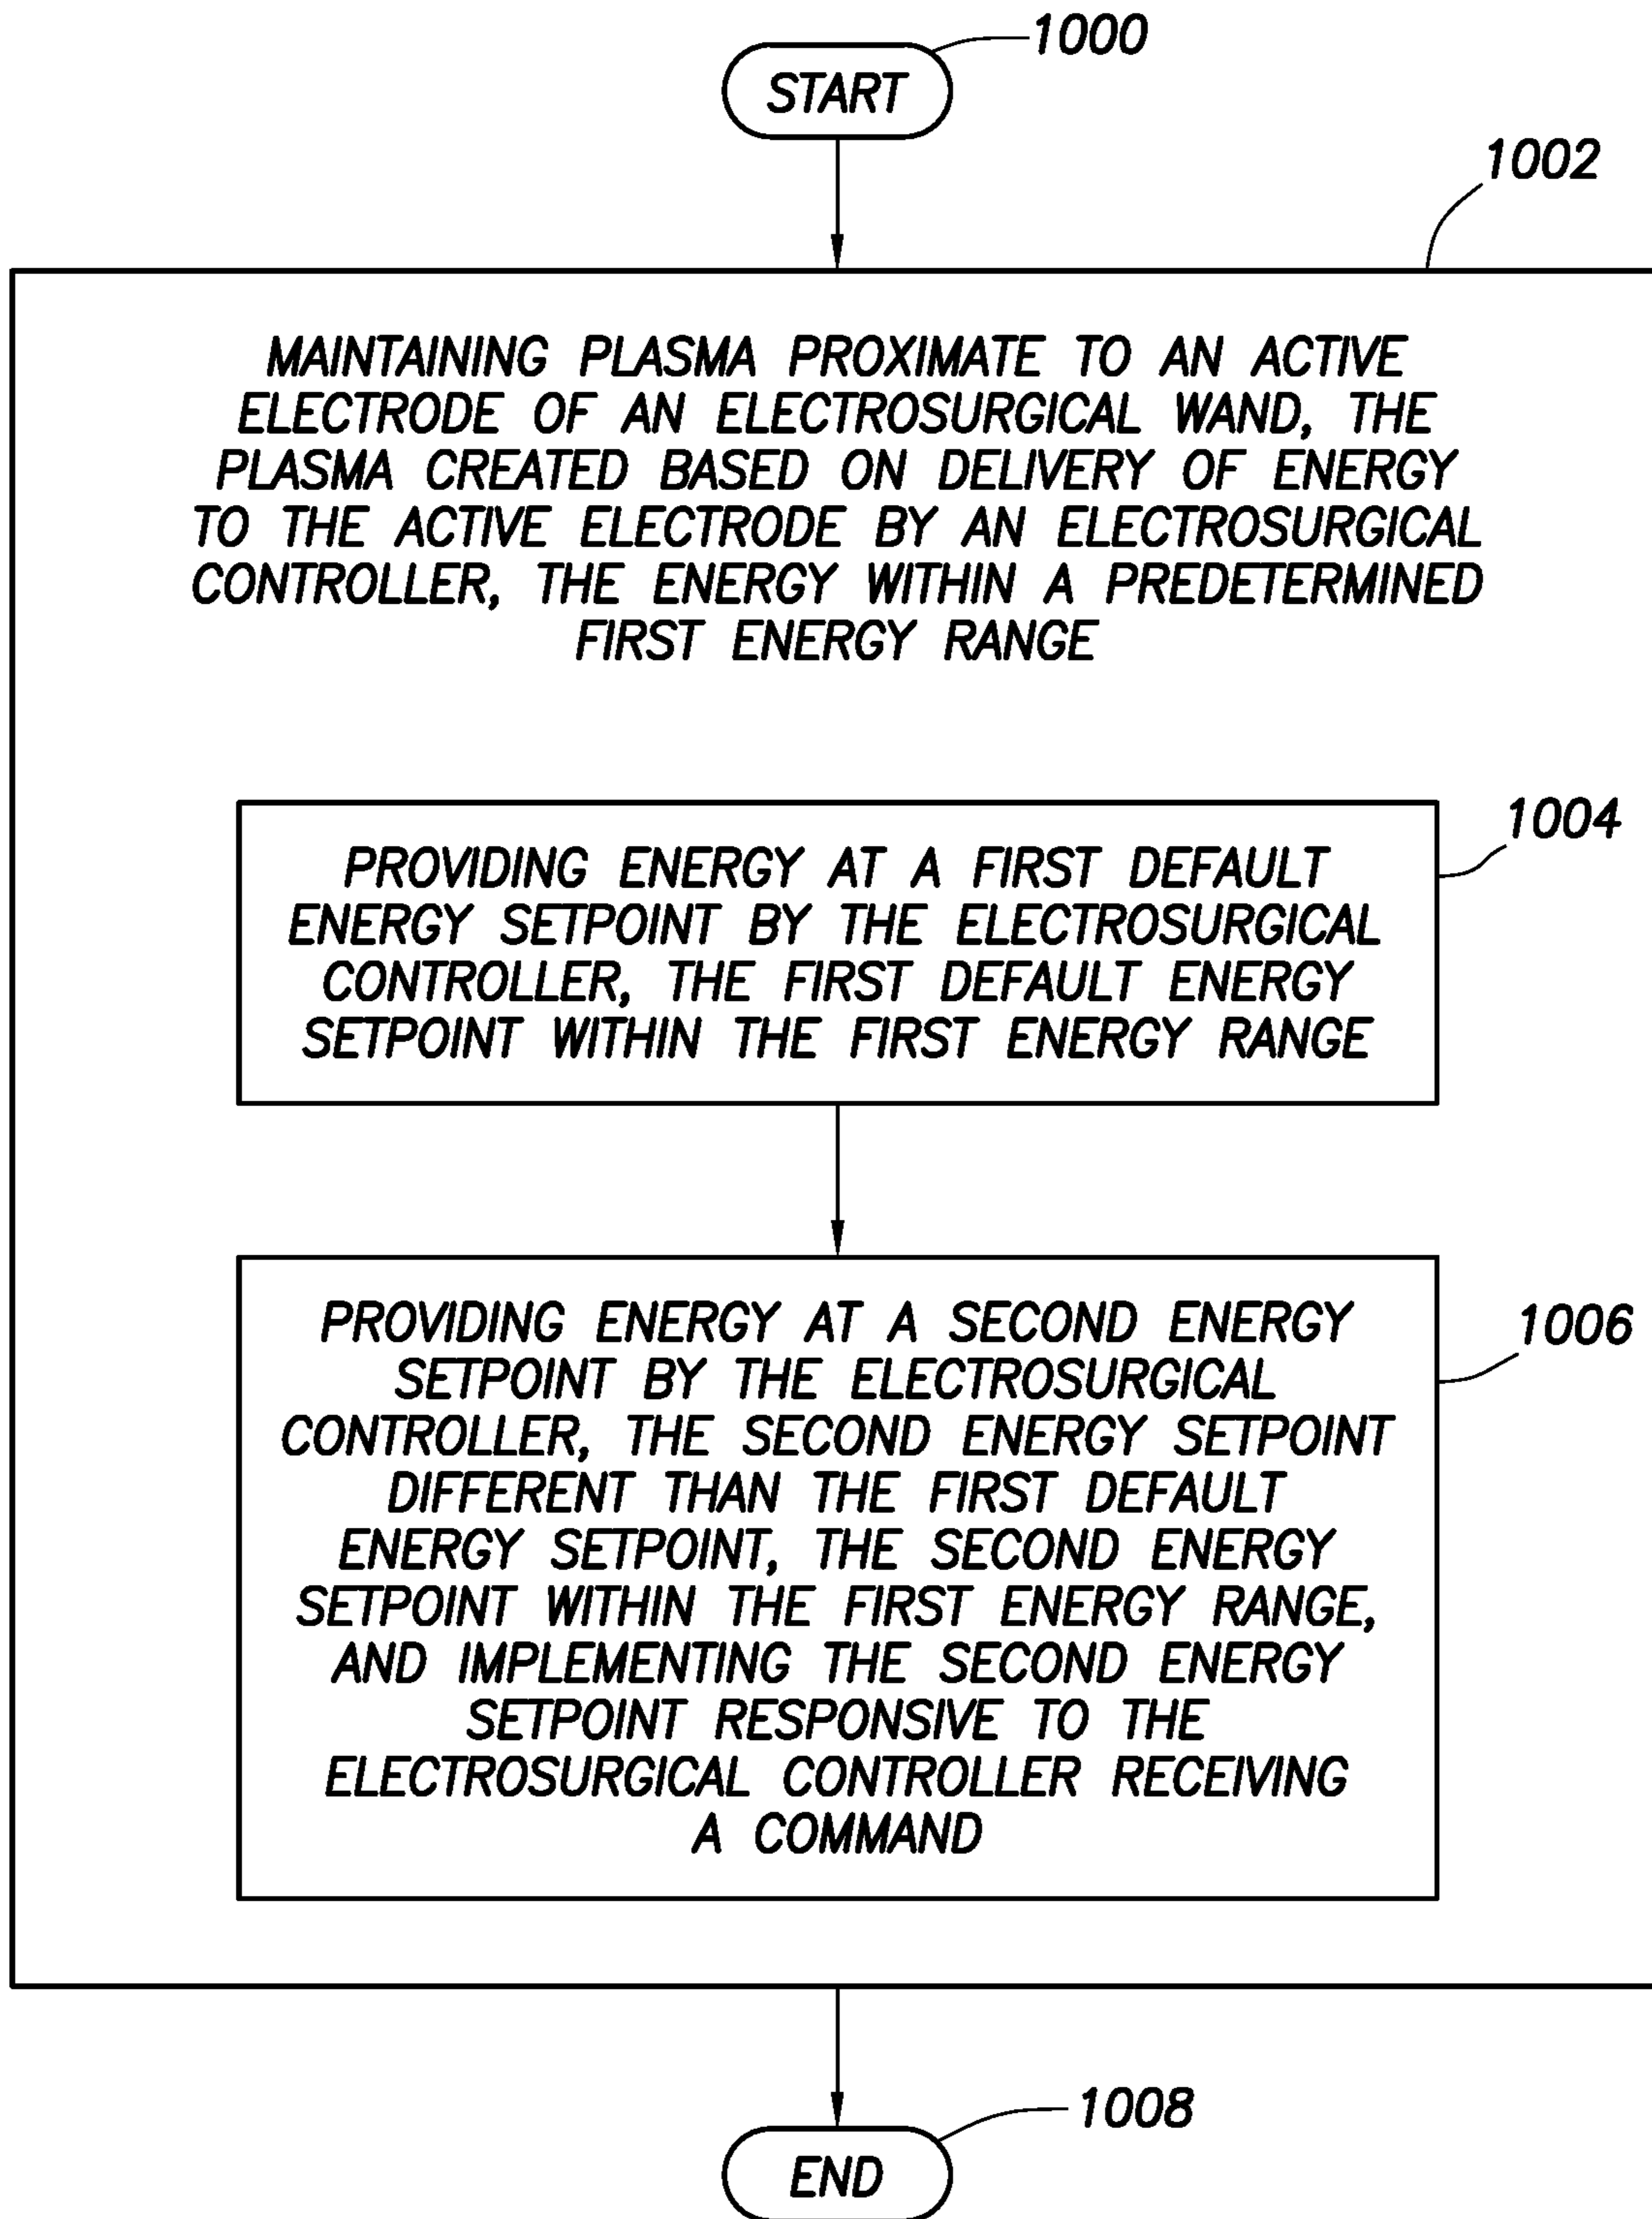 1000
START
1002
MAINTAINING PLASMA PROXIMATE TO AN ACTIVE
ELECTRODE OF AN ELECTROSURGICAL WAND, THE
PLASMA CREATED BASED ON DELIVERY OF ENERGY
TO THE ACTIVE ELECTRODE BY AN ELECTROSURGICAL
CONTROLLER, THE ENERGY WITHIN A PREDETERMINED
FIRST ENERGY RANGE
1004
PROVIDING ENERGY AT A FIRST DEFAULT
ENERGY SETPOINT BY THE ELECTROSURGICAL
CONTROLLER, THE FIRST DEFAULT ENERGY
SETPOINT WITHIN THE FIRST ENERGY RANGE
1006
PROVIDING ENERGY AT A SECOND ENERGY
SETPOINT BY THE ELECTROSURGICAL
CONTROLLER, THE SECOND ENERGY SETPOINT
DIFFERENT THAN THE FIRST DEFAULT
ENERGY SETPOINT, THE SECOND ENERGY
SETPOINT WITHIN THE FIRST ENERGY RANGE,
AND IMPLEMENTING THE SECOND ENERGY
SETPOINT RESPONSIVE TO THE
ELECTROSURGICAL CONTROLLER RECEIVING
A COMMAND
1008
END